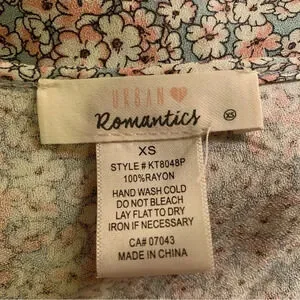 URBAN
Romantics
XS
XS
STYLE # KT8048P
100%RAYON
HAND WASH COLD
DO NOT BLEACH
LAY FLAT TO DRY
IRON IF NECESSARY
CA# 07043
MADE IN CHINA